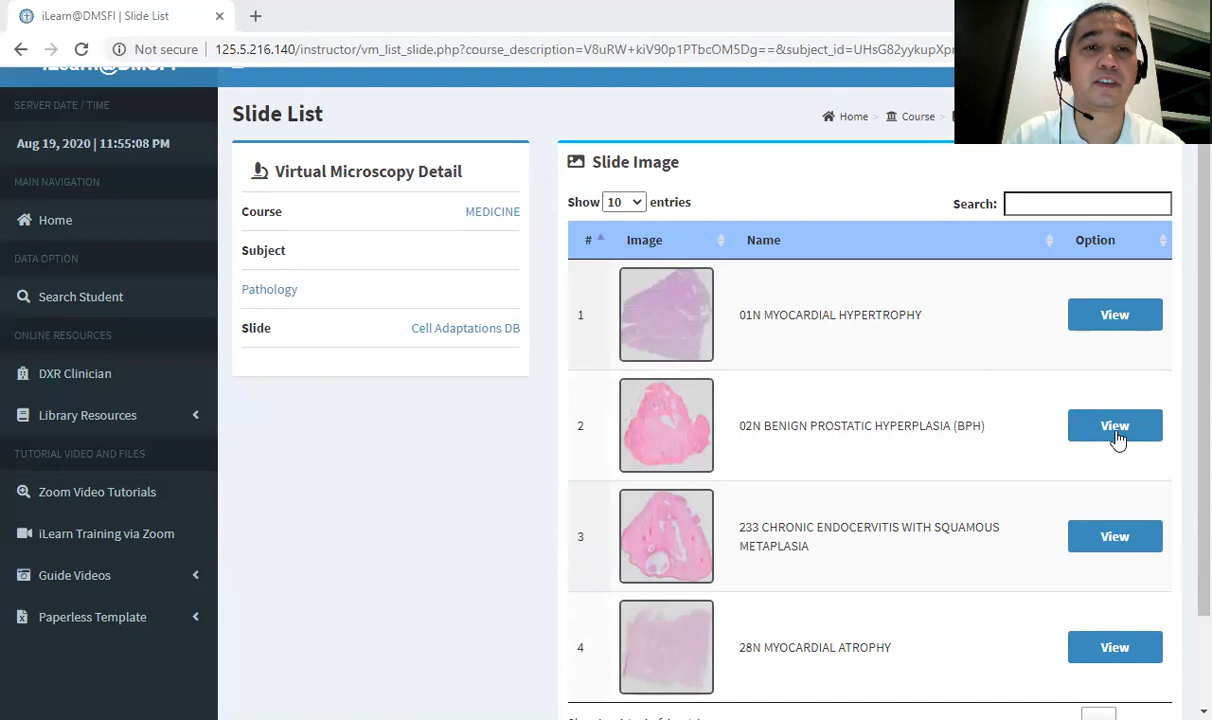 iLearn@DMSFI | Slide List
Not secure
125.5.216.140/instructor/vm_list_slide.php?course_description=V8uRW+kiV90p1PTbcOM5Dg==&subject_id=UHsG82yykupXp
iLearn@DMSFI
SERVER DATE / TIME
Aug 19, 2020 | 11:55:08 PM
MAIN NAVIGATION
Home
DATA OPTION
Search Student
ONLINE RESOURCES
DXR Clinician
Library Resources
TUTORIAL VIDEO AND FILES
Zoom Video Tutorials
iLearn Training via Zoom
Guide Videos
Paperless Template
Slide List
Home > Course >
Virtual Microscopy Detail
Course MEDICINE
Subject
Pathology
Slide Cell Adaptations DB
Slide Image
Show 10 entries
Search:
# Image Name Option
1 01N MYOCARDIAL HYPERTROPHY View
2 02N BENIGN PROSTATIC HYPERPLASIA (BPH) View
3 233 CHRONIC ENDOCERVITIS WITH SQUAMOUS
METAPLASIA View
4 28N MYOCARDIAL ATROPHY View